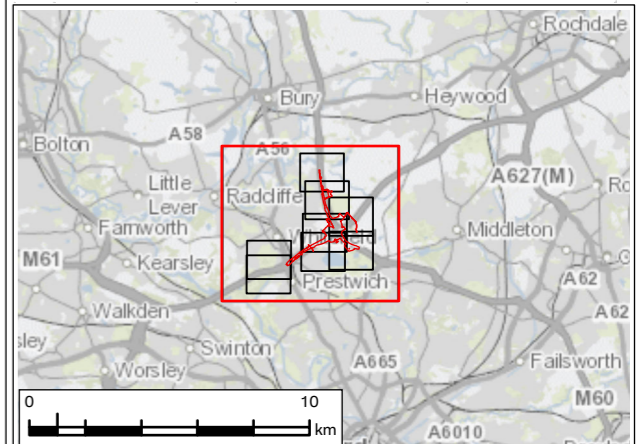 Rochdale
Bury
Heywood
A58
Bolton
A56
A627(M)
Little
Lever
Radcliffe
Ro
Farnworth
Middleton
M61
Kearsley
Prestwich
A62
Walkden
A62
sley
Swinton
A665
Failsworth
Worsley
M60
0
10
km
A6010